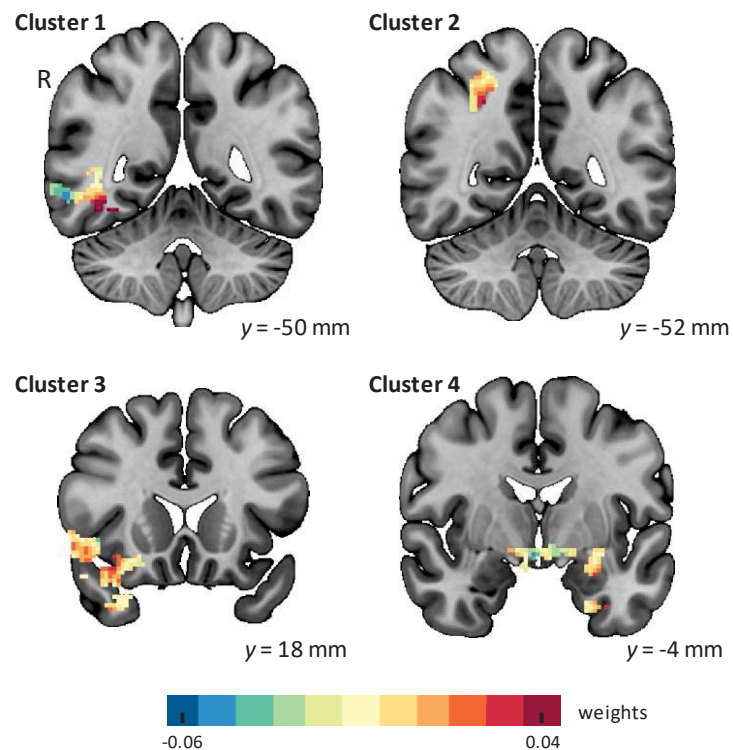 Cluster 1
Cluster 2
R
y = -50 mm
y = -52 mm
Cluster 3
Cluster 4
y = 18 mm
y = -4 mm
weights
-0.06
0.04